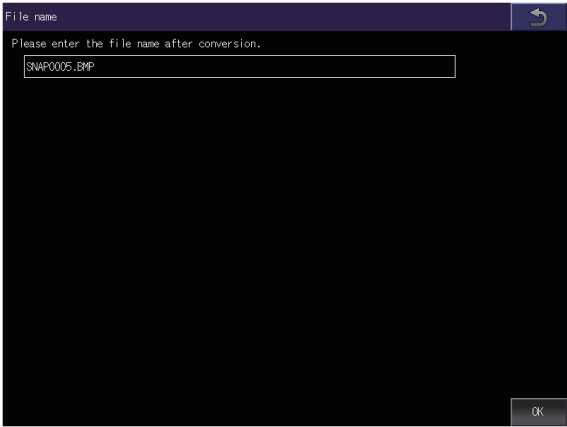 File name
Please enter the file name after conversion.
SNAP0005.BMP
OK